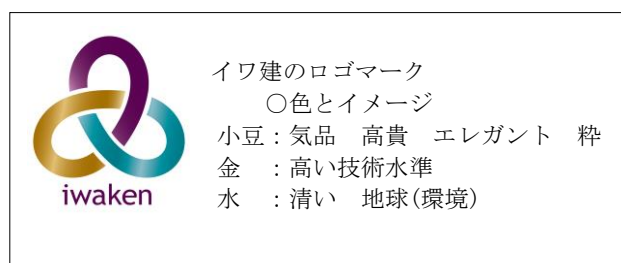 イワ建のロゴマーク
○色とイメージ
小豆：気品　高貴　エレガント　粋
金　：高い技術水準
水　：清い　地球(環境)
iwaken